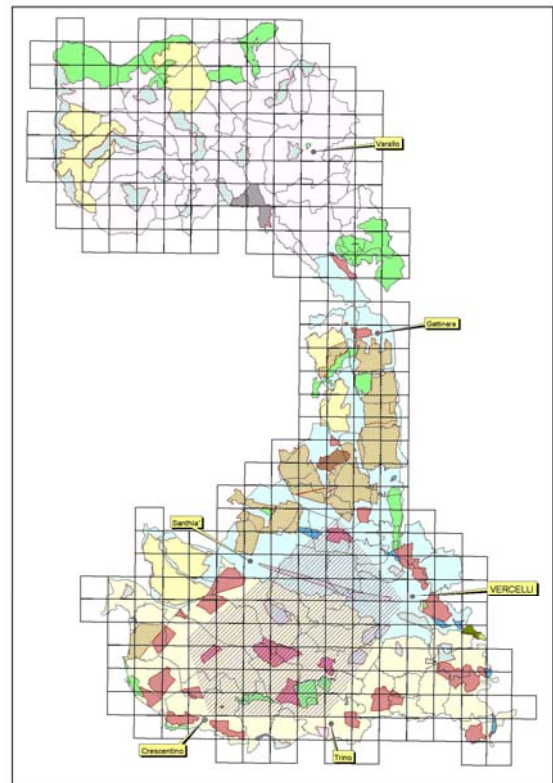 Varallo
Gattinara
Santhia'
VERCELLI
Crescentino
Trino